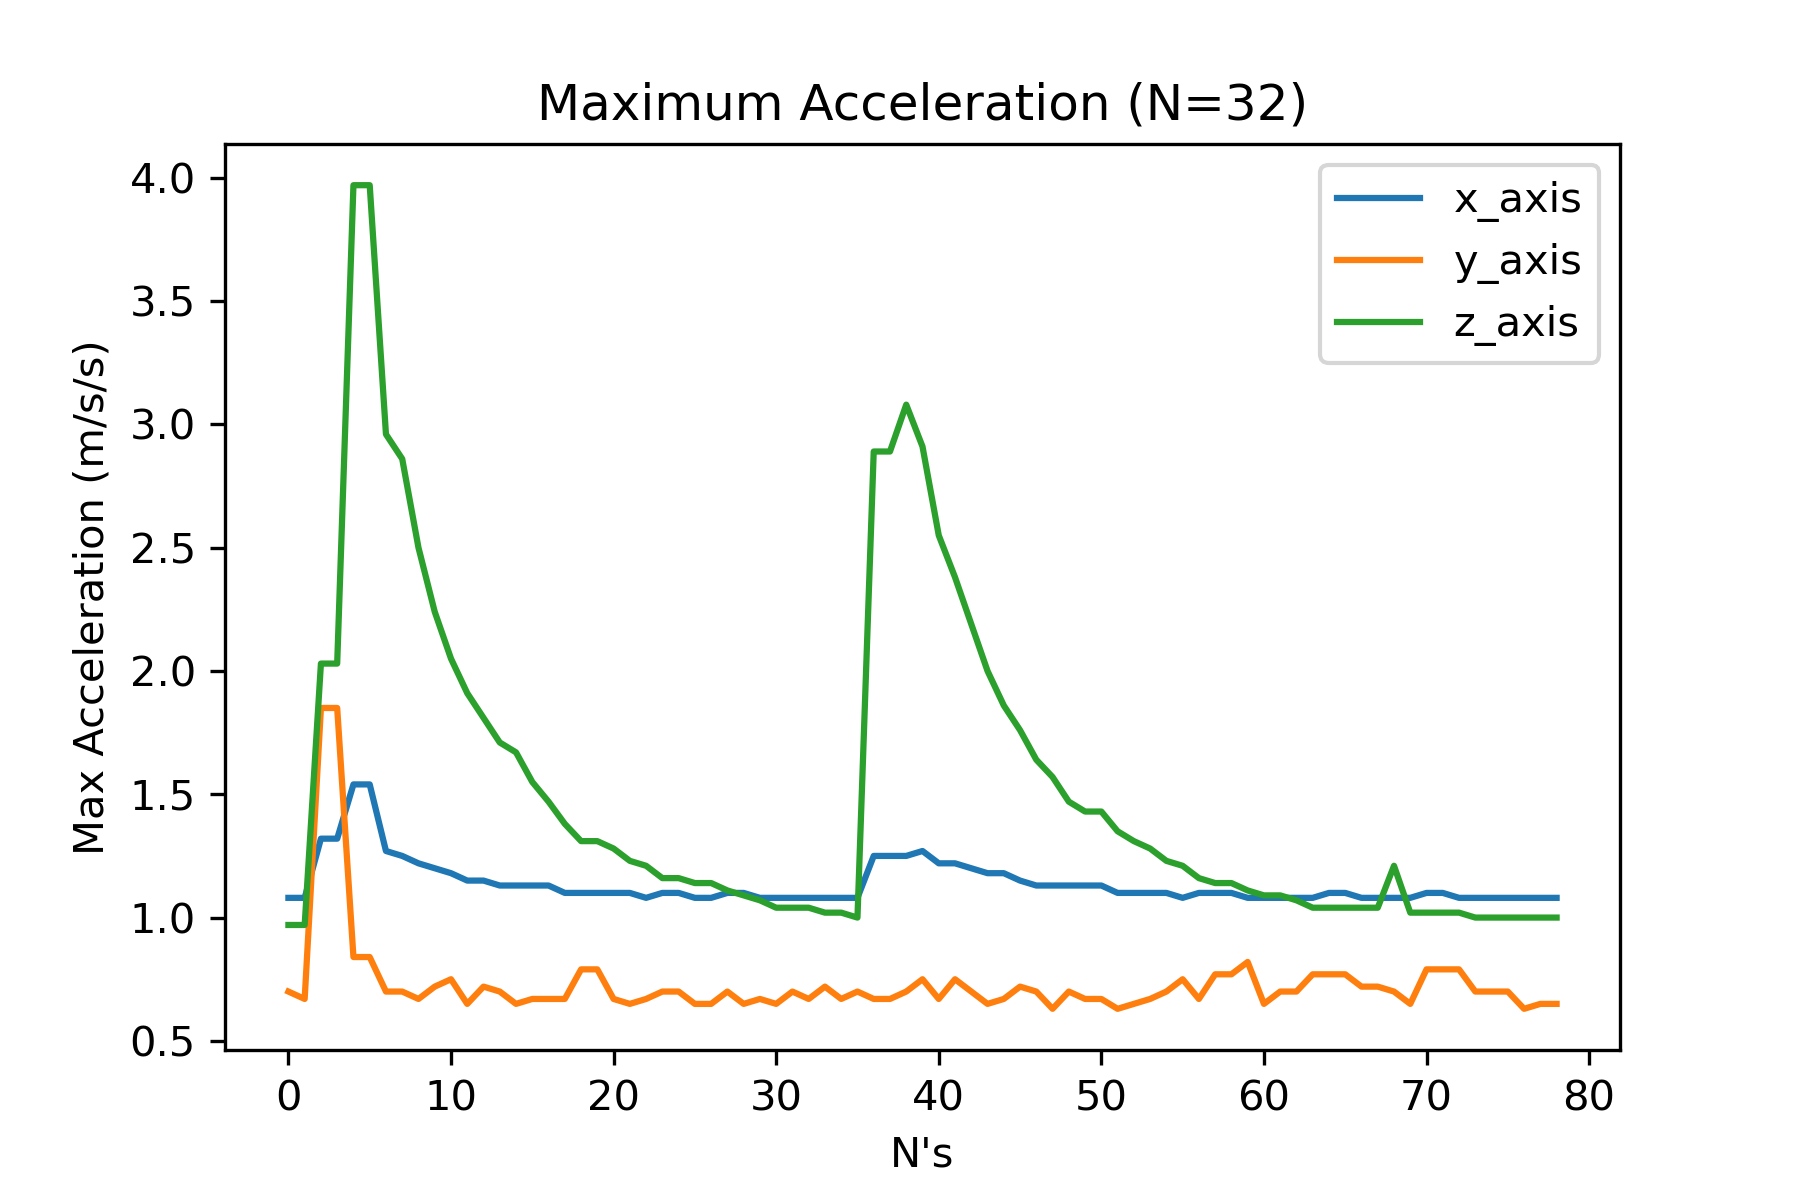 Maximum Acceleration (N=32)
x_axis
y_axis
z_axis
Max Acceleration (m/s/s)
4.0
3.5
3.0
2.5
2.0
1.5
1.0
0.5
0 10 20 30 40 50 60 70 80
N's